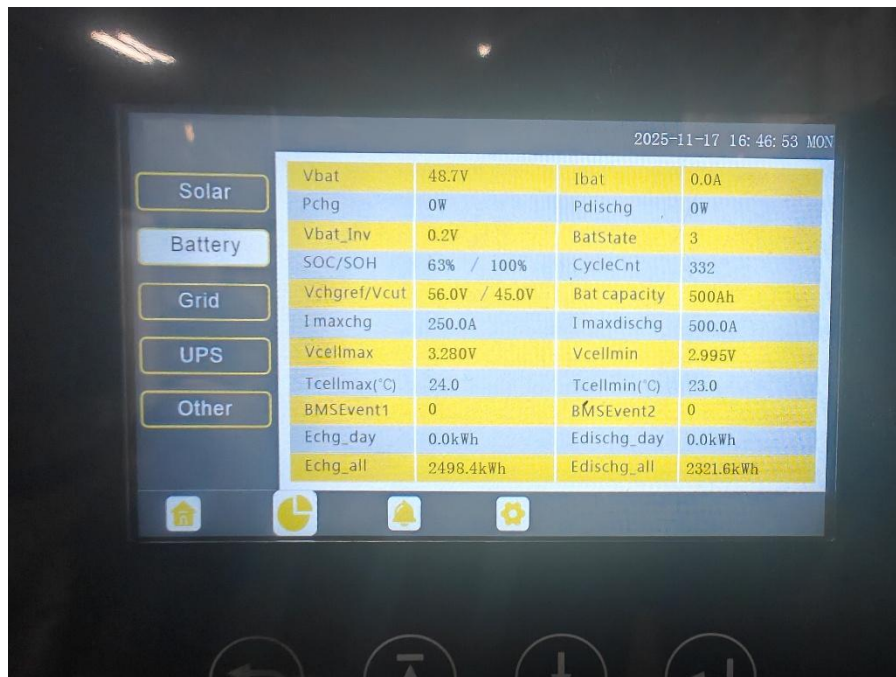 2025-11-17 16:46:53 MON
Solar
Battery
Grid
UPS
Other
Vbat 48.7V Ibat 0.0A
Pchg 0W Pdischg 0W
Vbat_Inv 0.2V BatState 3
SOC/SOH 63% / 100% CycleCnt 332
Vchgref/Vcut 56.0V / 45.0V Bat capacity 500Ah
I maxchg 250.0A I maxdischg 500.0A
Vcellmax 3.280V Vcellmin 2.995V
Tcellmax(°C) 24.0 Tcellmin(°C) 23.0
BMSEvent1 0 BMSEvent2 0
Echg_day 0.0kWh Edischg_day 0.0kWh
Echg_all 2498.4kWh Edischg_all 2321.6kWh